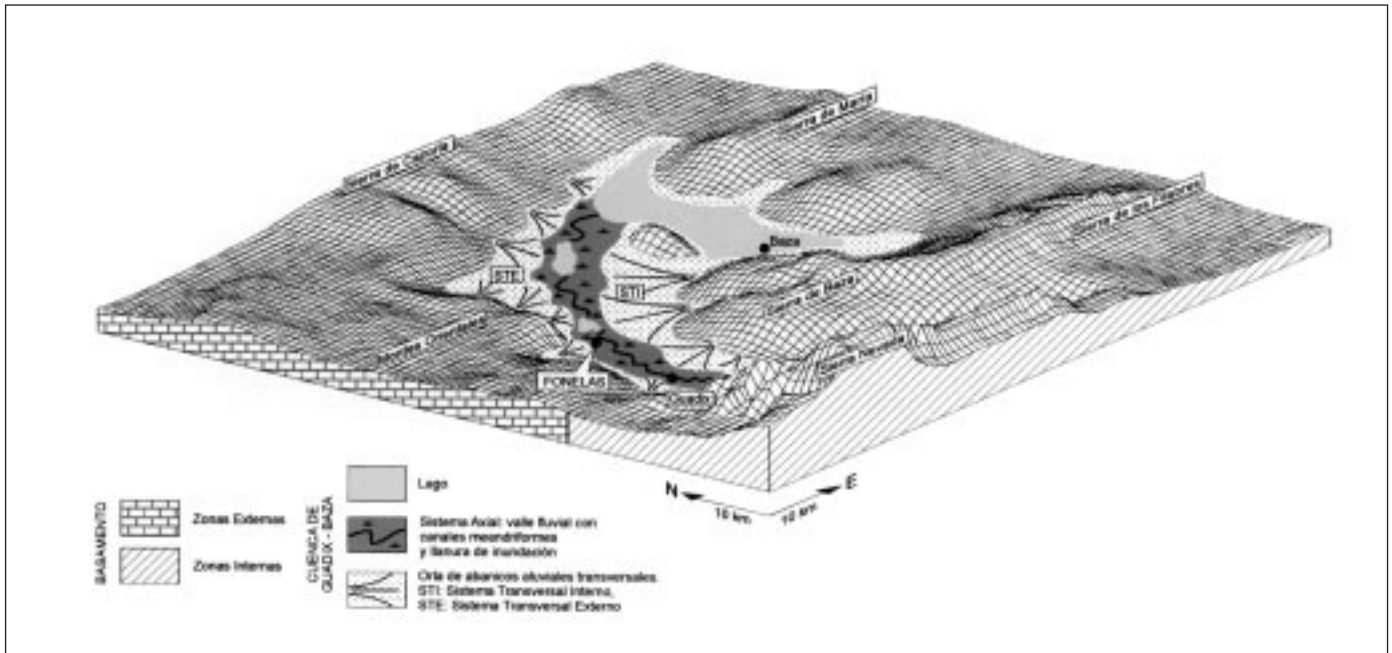 Sierra de María
Sierra de Cazorla
Sierra de los Filabres
Baza
STE
STI
Sierra de Baza
Montes Orientales
Sierra Nevada
FONELAS
Guadix
BASAMENTO
Zonas Externas
Zonas Internas
CUENCA DE
GUADIX - BAZA
Lago
Sistema Axial: valle fluvial con
canales meandriformes
y llanura de inundación
Orla de abanicos aluviales transversales.
STI: Sistema Transversal Interno,
STE: Sistema Transversal Externo
N
E
10 km
10 km